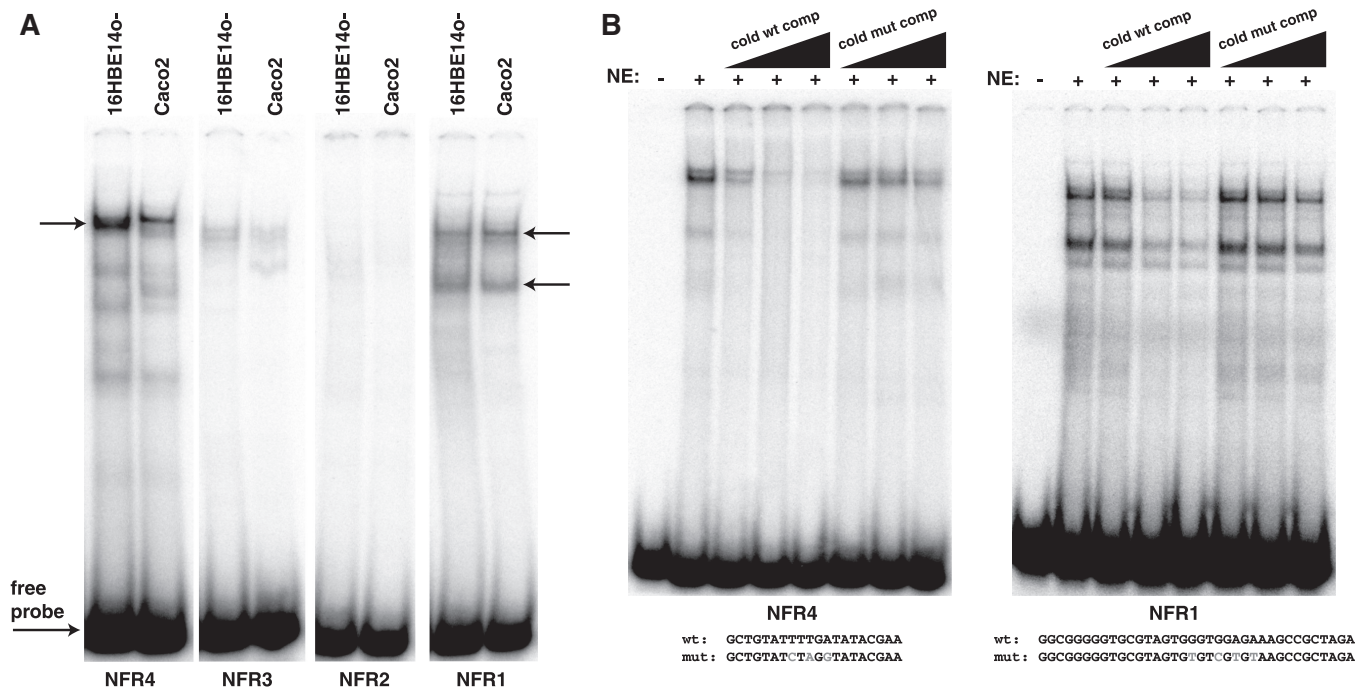 A
16HBE14o-
Caco2
16HBE14o-
Caco2
16HBE14o-
Caco2
16HBE14o-
Caco2
free
probe
NFR4 NFR3 NFR2 NFR1
B
cold wt comp cold mut comp
NE: - + + + + + + +
NFR4
wt: GCTGTATTTTGATATACGAA
mut: GCTGTATCTAGGTATACGAA
cold wt comp cold mut comp
NE: - + + + + + + +
NFR1
wt: GGCGGGGGTGCGTAGTGGGTGGAGAAAGCCGCTAGA
mut: GGCGGGGGTGCGTAGTGTGTCGTGTAAGCCGCTAGA